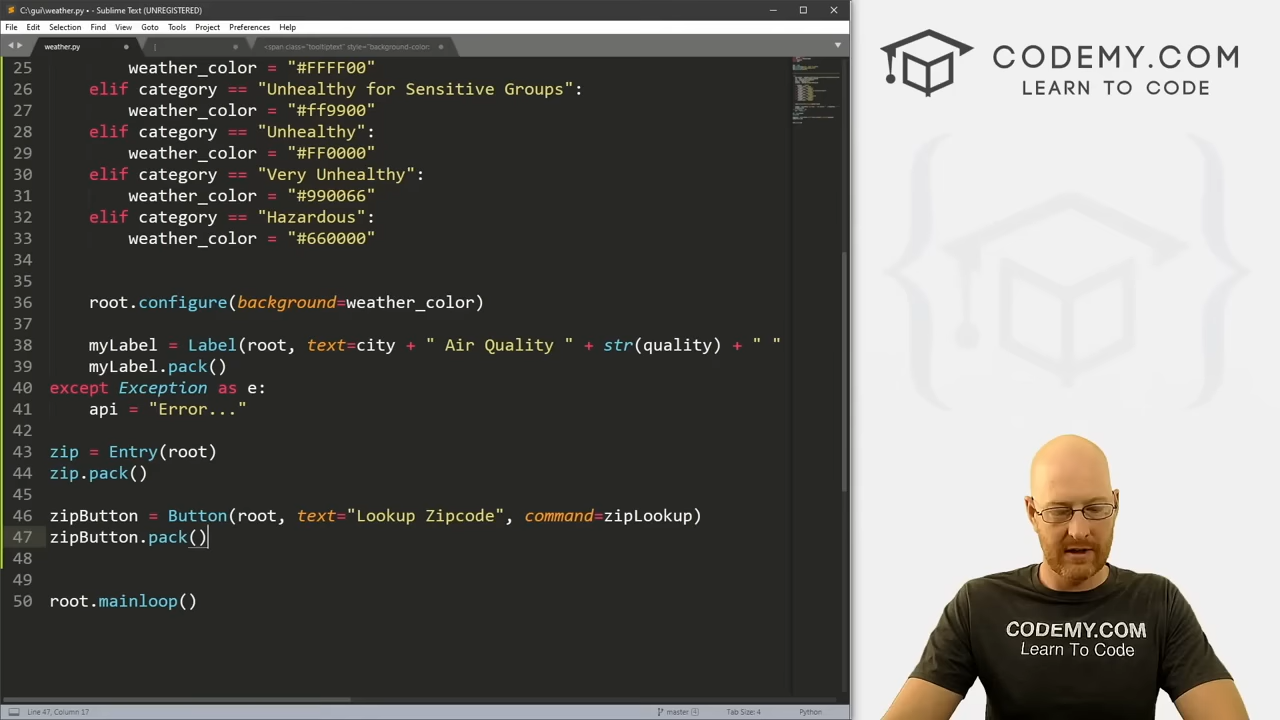 C:\gui\weather.py • - Sublime Text (UNREGISTERED)
File Edit Selection Find View Goto Tools Project Preferences Help
weather.py
<span class="tooltiptext" style="background-color:
25 weather_color = "#FFFF00"
26 elif category == "Unhealthy for Sensitive Groups":
27 weather_color = "#ff9900"
28 elif category == "Unhealthy":
29 weather_color = "#FF0000"
30 elif category == "Very Unhealthy":
31 weather_color = "#990066"
32 elif category == "Hazardous":
33 weather_color = "#660000"
34
35
36 root.configure(background=weather_color)
37
38 myLabel = Label(root, text=city + " Air Quality " + str(quality) + " "
39 myLabel.pack()
40 except Exception as e:
41 api = "Error..."
42
43 zip = Entry(root)
44 zip.pack()
45
46 zipButton = Button(root, text="Lookup Zipcode", command=zipLookup)
47 zipButton.pack()
48
49
50 root.mainloop()
Line 47, Column 17
master
Tab Size: 4
Python
CODEMY.COM
LEARN TO CODE
CODEMY.COM
Learn To Code